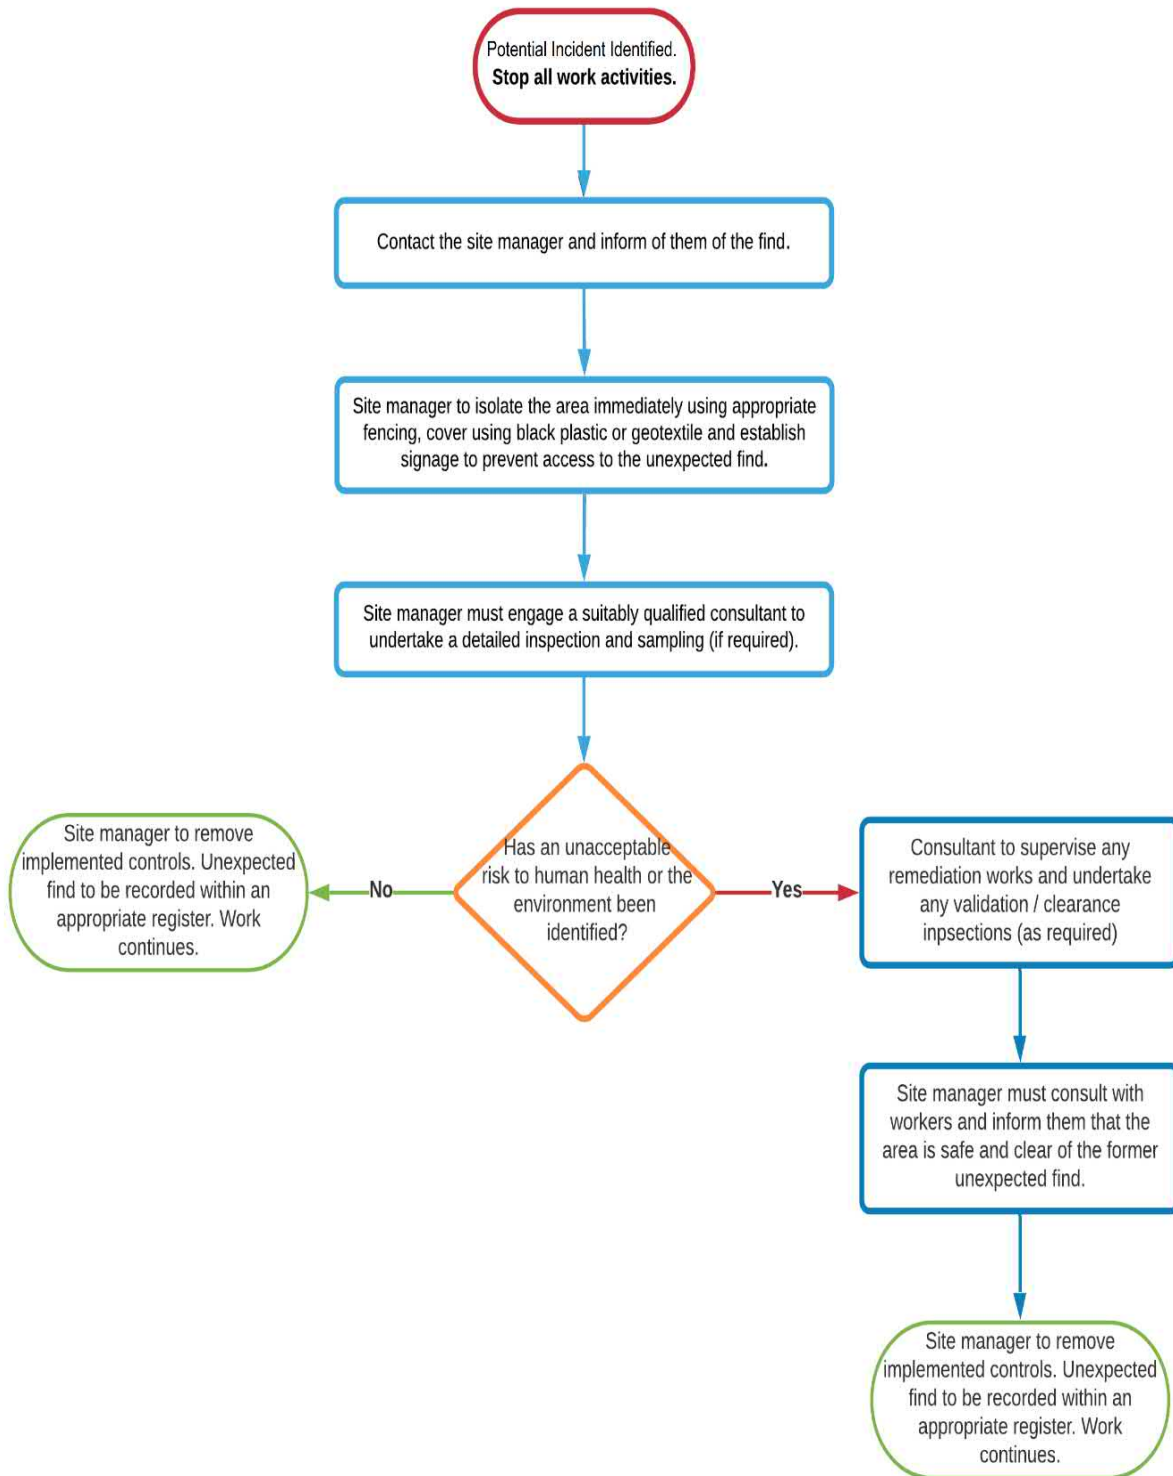 Potential Incident Identified.
Stop all work activities.
Contact the site manager and inform of them of the find.
Site manager to isolate the area immediately using appropriate
fencing, cover using black plastic or geotextile and establish
signage to prevent access to the unexpected find.
Site manager must engage a suitably qualified consultant to
undertake a detailed inspection and sampling (if required).
Has an unacceptable
risk to human health or the
environment been
identified?
No
Site manager to remove
implemented controls. Unexpected
find to be recorded within an
appropriate register. Work
continues.
Yes
Consultant to supervise any
remediation works and undertake
any validation / clearance
inpsections (as required)
Site manager must consult with
workers and inform them that the
area is safe and clear of the former
unexpected find.
Site manager to remove
implemented controls. Unexpected
find to be recorded within an
appropriate register. Work
continues.